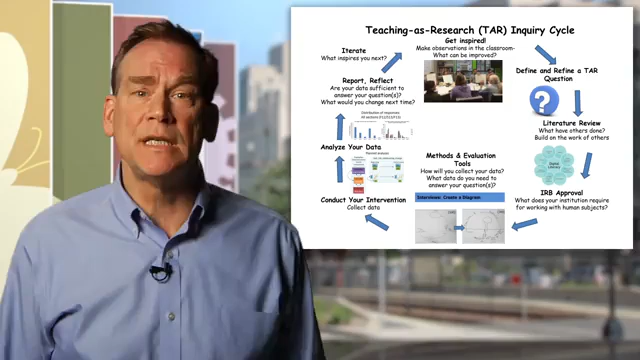 Teaching-as-Research (TAR) Inquiry Cycle
Get inspired!
Make observations in the classroom-
What can be improved?
Define and Refine a TAR
Question
Literature Review
What have others done?
Build on the work of others
IRB Approval
What does your institution require
for working with human subjects?
Methods & Evaluation
Tools
How will you collect your data?
What data do you need to
answer your question(s)?
Interviews: Create a Diagram
Conduct Your Intervention
Collect data
Analyze Your Data
Report, Reflect
Are your data sufficient to
answer your question(s)?
What would you change next time?
Distribution of responses
Iterate
What inspires you next?